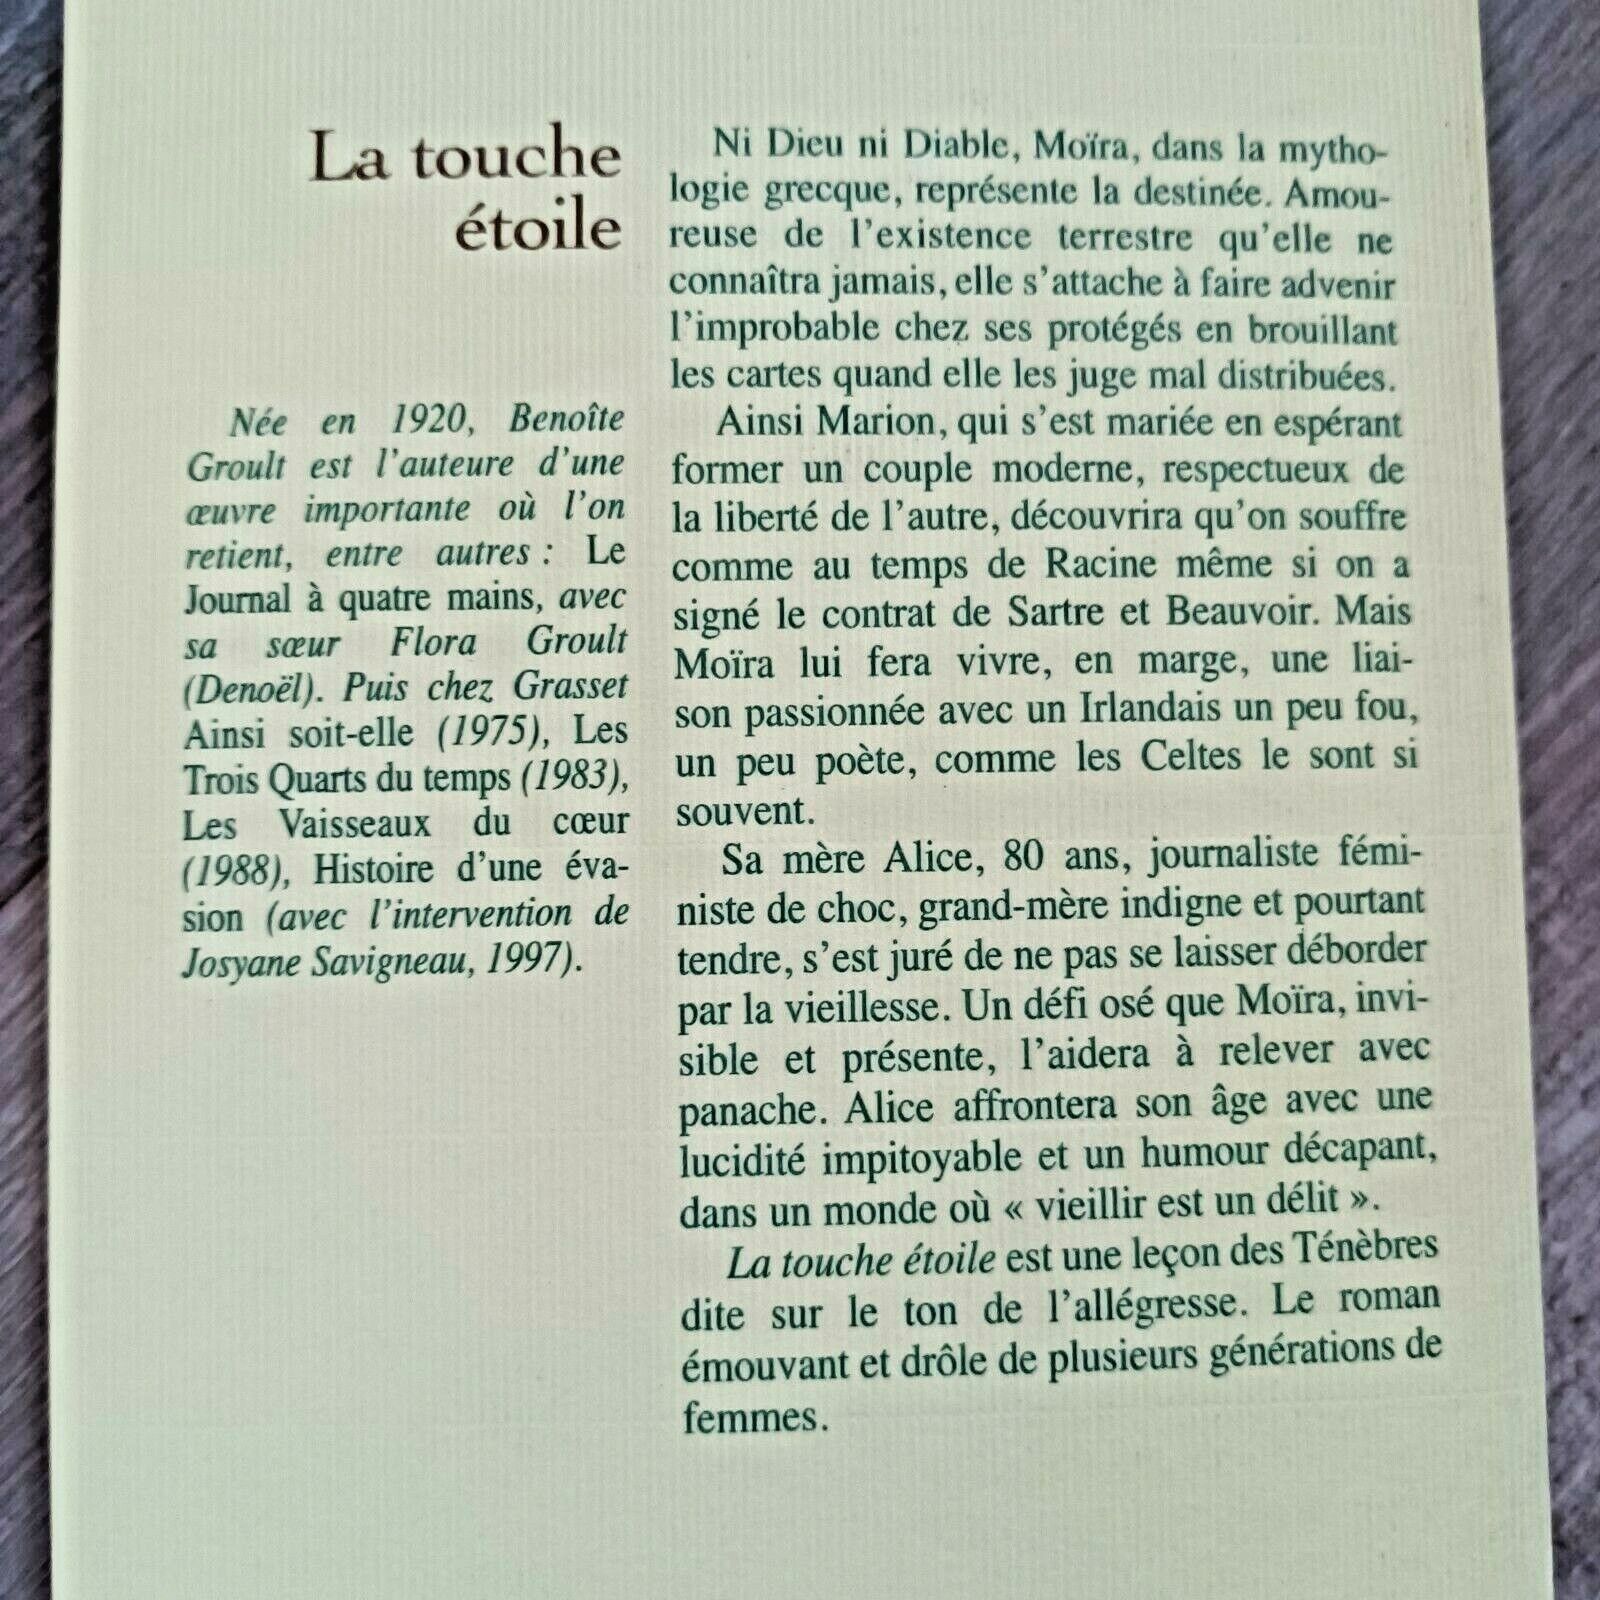 La touche
étoile
Née en 1920, Benoîte
Groult est l'auteure d'une
œuvre importante où l'on
retient, entre autres : Le
Journal à quatre mains, avec
sa sœur Flora Groult
(Denoël). Puis chez Grasset
Ainsi soit-elle (1975), Les
Trois Quarts du temps (1983),
Les Vaisseaux du cœur
(1988), Histoire d'une éva-
sion (avec l'intervention de
Josyane Savigneau, 1997).
Ni Dieu ni Diable, Moïra, dans la mytho-
logie grecque, représente la destinée. Amou-
reuse de l'existence terrestre qu'elle ne
connaîtra jamais, elle s'attache à faire advenir
l'improbable chez ses protégés en brouillant
les cartes quand elle les juge mal distribuées.
Ainsi Marion, qui s'est mariée en espérant
former un couple moderne, respectueux de
la liberté de l'autre, découvrira qu'on souffre
comme au temps de Racine même si on a
signé le contrat de Sartre et Beauvoir. Mais
Moïra lui fera vivre, en marge, une liai-
son passionnée avec un Irlandais un peu fou,
un peu poète, comme les Celtes le sont si
souvent.
Sa mère Alice, 80 ans, journaliste fémi-
niste de choc, grand-mère indigne et pourtant
tendre, s'est juré de ne pas se laisser déborder
par la vieillesse. Un défi osé que Moïra, invi-
sible et présente, l'aidera à relever avec
panache. Alice affrontera son âge avec une
lucidité impitoyable et un humour décapant,
dans un monde où « vieillir est un délit ».
La touche étoile est une leçon des Ténèbres
dite sur le ton de l'allégresse. Le roman
émouvant et drôle de plusieurs générations de
femmes.